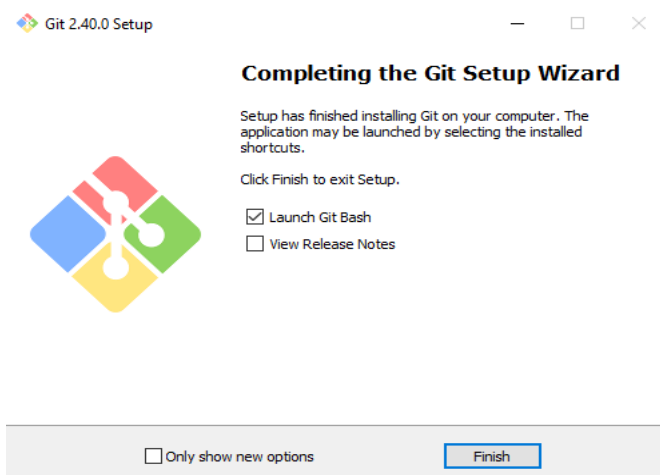 Git 2.40.0 Setup
Completing the Git Setup Wizard
Setup has finished installing Git on your computer. The
application may be launched by selecting the installed
shortcuts.
Click Finish to exit Setup.
Launch Git Bash
View Release Notes
Only show new options
Finish